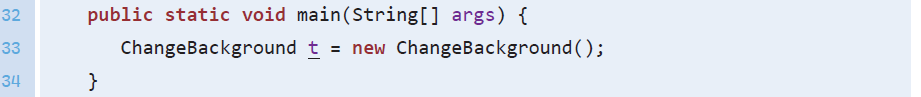 32 public static void main(String[] args) {
33 ChangeBackground t = new ChangeBackground();
34 }